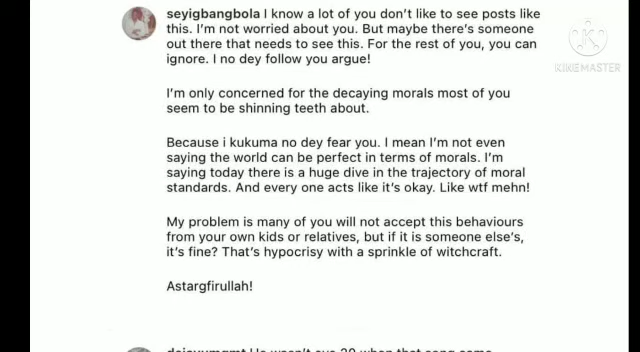 seyigbangbola I know a lot of you don't like to see posts like
this. I'm not worried about you. But maybe there's someone
out there that needs to see this. For the rest of you, you can
ignore. I no dey follow you argue!
KINEMASTER
I'm only concerned for the decaying morals most of you
seem to be shinning teeth about.
Because i kukuma no dey fear you. I mean I'm not even
saying the world can be perfect in terms of morals. I'm
saying today there is a huge dive in the trajectory of moral
standards. And every one acts like it's okay. Like wtf mehn!
My problem is many of you will not accept this behaviours
from your own kids or relatives, but if it is someone else's,
it's fine? That's hypocrisy with a sprinkle of witchcraft.
Astargfirullah!